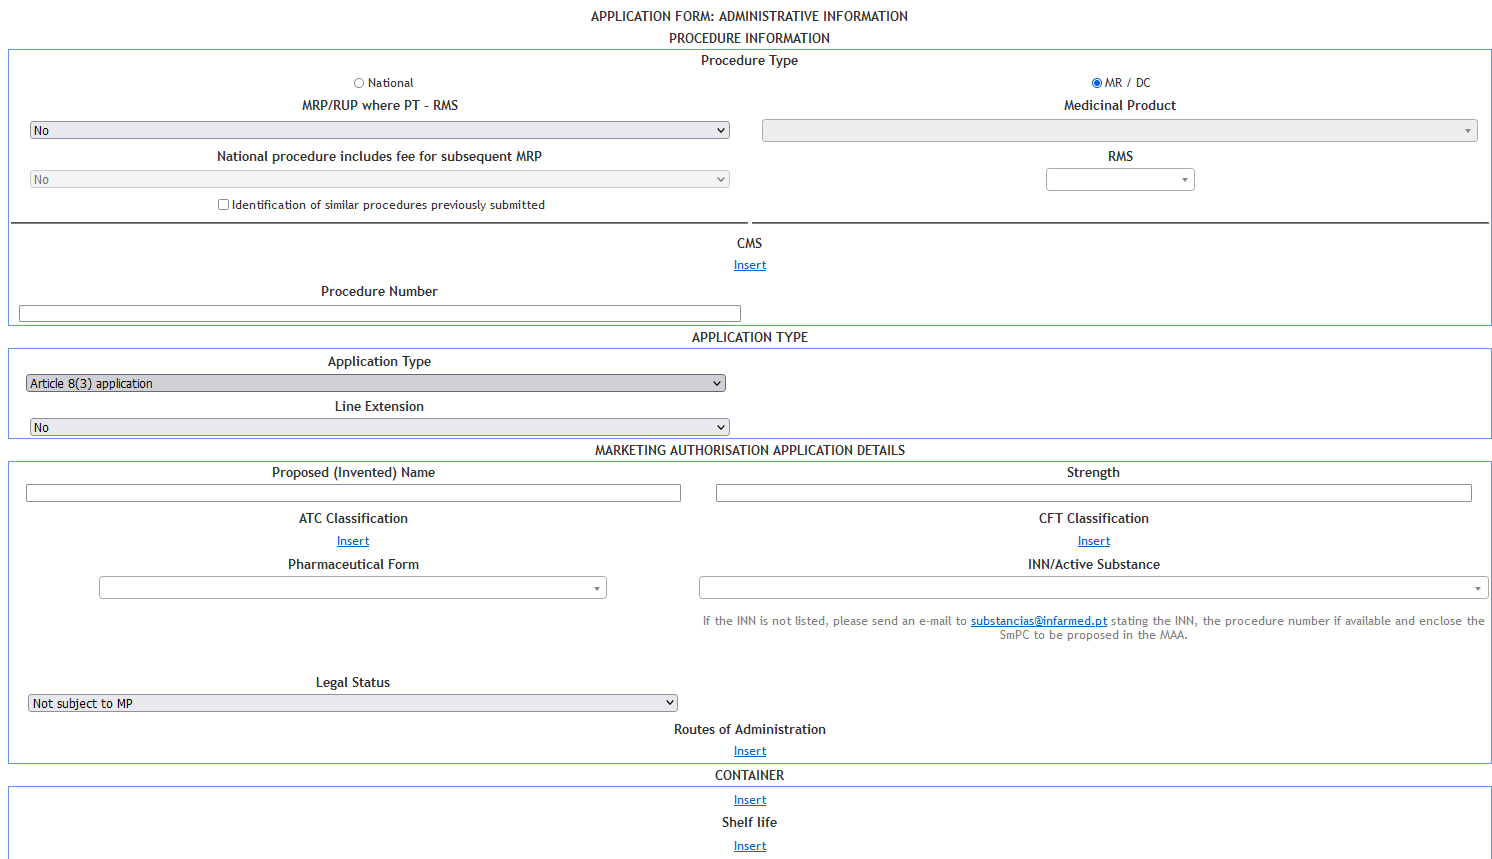 APPLICATION FORM: ADMINISTRATIVE INFORMATION
PROCEDURE INFORMATION
Procedure Type
National
MR / DC
MRP/RUP where PT - RMS
Medicinal Product
No
National procedure includes fee for subsequent MRP
RMS
No
Identification of similar procedures previously submitted
CMS
Insert
Procedure Number
APPLICATION TYPE
Application Type
Article 8(3) application
Line Extension
No
MARKETING AUTHORISATION APPLICATION DETAILS
Proposed (Invented) Name
Strength
ATC Classification
CFT Classification
Insert
Insert
Pharmaceutical Form
INN/Active Substance
If the INN is not listed, please send an e-mail to substancias@infarmed.pt stating the INN, the procedure number if available and enclose the
SmPC to be proposed in the MAA.
Legal Status
Not subject to MP
Routes of Administration
Insert
CONTAINER
Insert
Shelf life
Insert